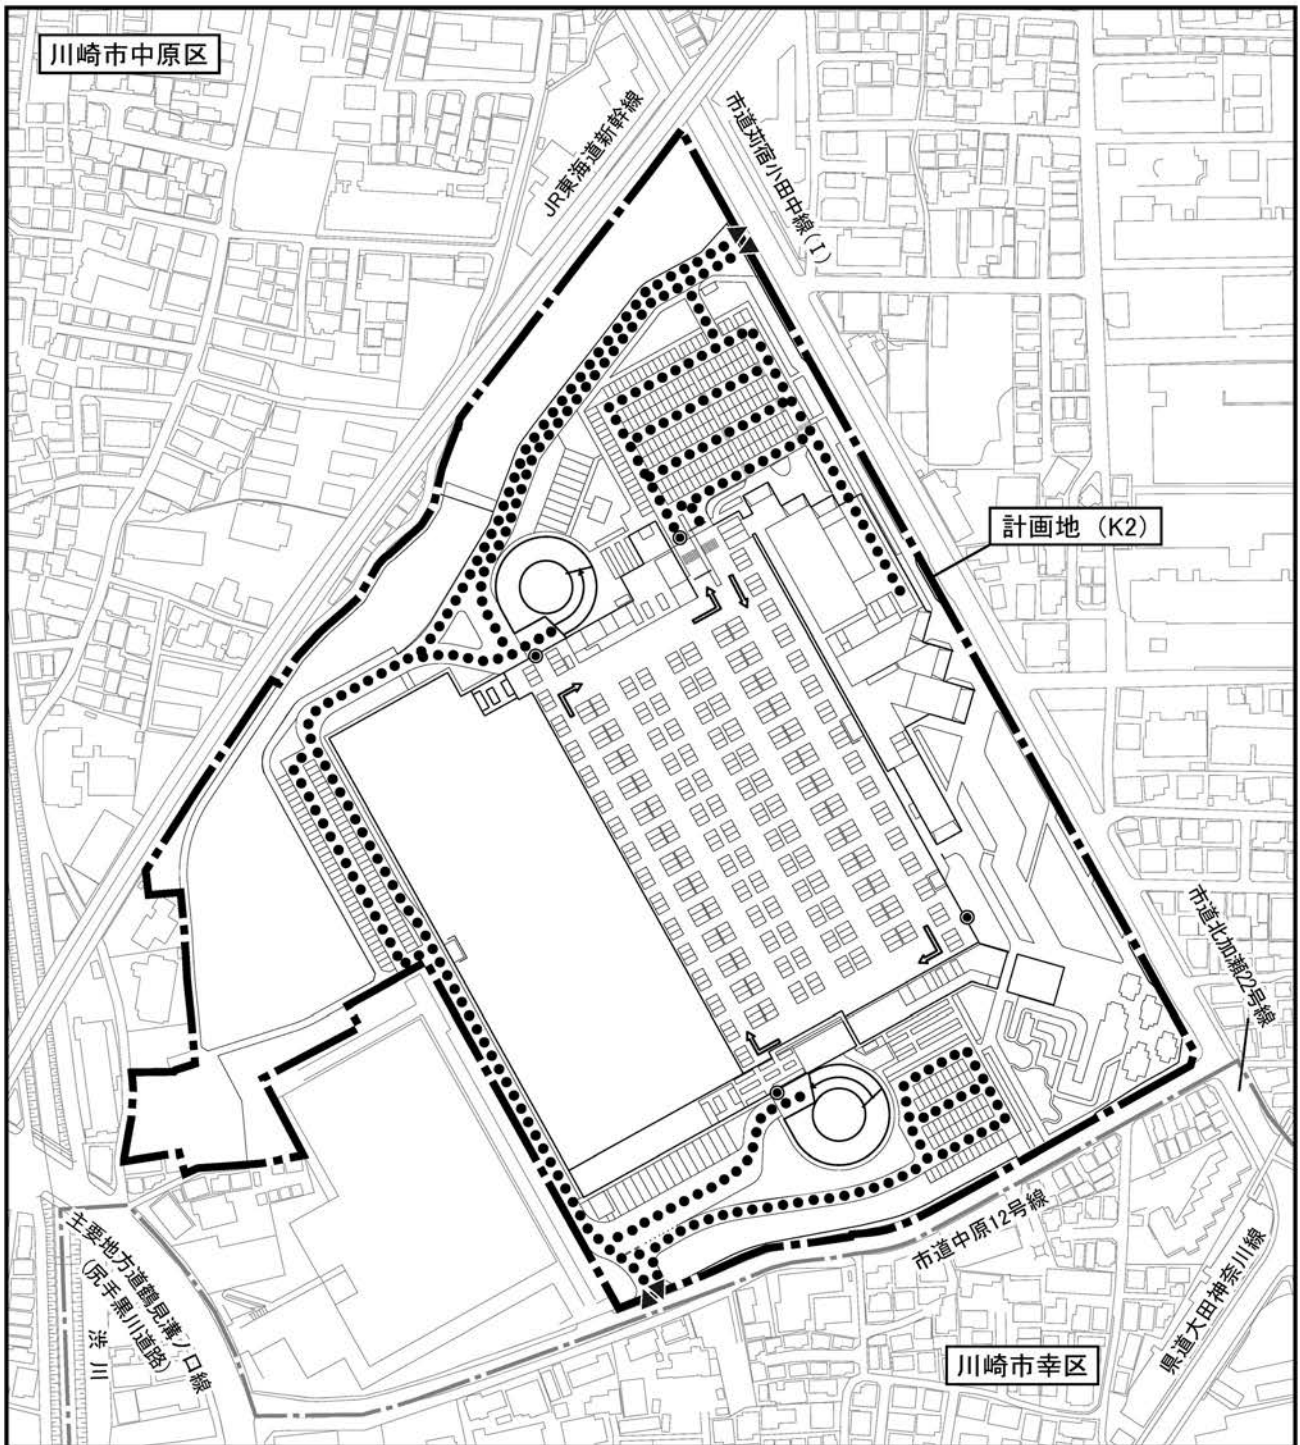 川崎市中原区
JR東海道新幹線
市道苅宿小田中線(Ⅰ)
計画地 (K2)
市道北加瀬22号線
市道中原12号線
主要地方道鶴見溝ノ口線
(尻手黒川道路)
渋川
県道大田神奈川線
川崎市幸区